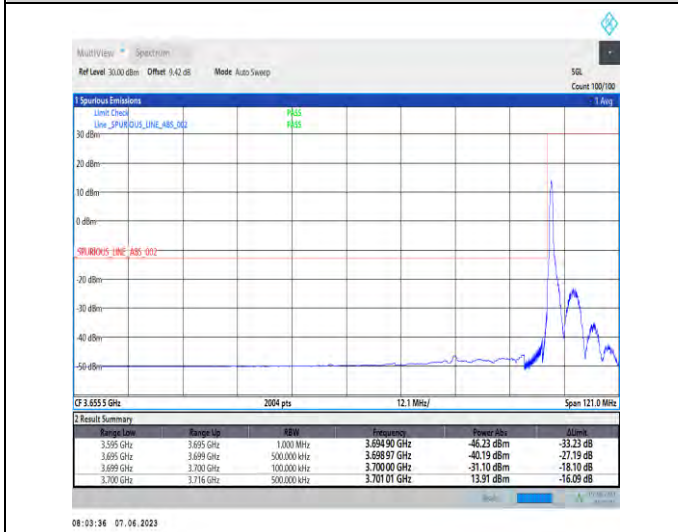 MultiView Spectrum
Ref Level 30.00 dBm Offset 9.42 dB Mode Auto Sweep SGL
Count 100/100
1 Spurious Emissions 1 Avg
Limit Check PASS
Line _SPURIOUS_LINE_ABS_002 PASS
30 dBm
20 dBm
10 dBm
0 dBm
_SPURIOUS_LINE_ABS_002
-20 dBm
-30 dBm
-40 dBm
-50 dBm
CF 3.655 5 GHz 2004 pts 12.1 MHz/ Span 121.0 MHz
2 Result Summary
Range Low Range Up RBW Frequency Power Abs ΔLimit
3.595 GHz 3.695 GHz 1.000 MHz 3.694 90 GHz -46.23 dBm -33.23 dB
3.695 GHz 3.699 GHz 500.000 kHz 3.698 97 GHz -40.19 dBm -27.19 dB
3.699 GHz 3.700 GHz 100.000 kHz 3.700 00 GHz -31.10 dBm -18.10 dB
3.700 GHz 3.716 GHz 500.000 kHz 3.701 01 GHz 13.91 dBm -16.09 dB
08:03:36 07.06.2023